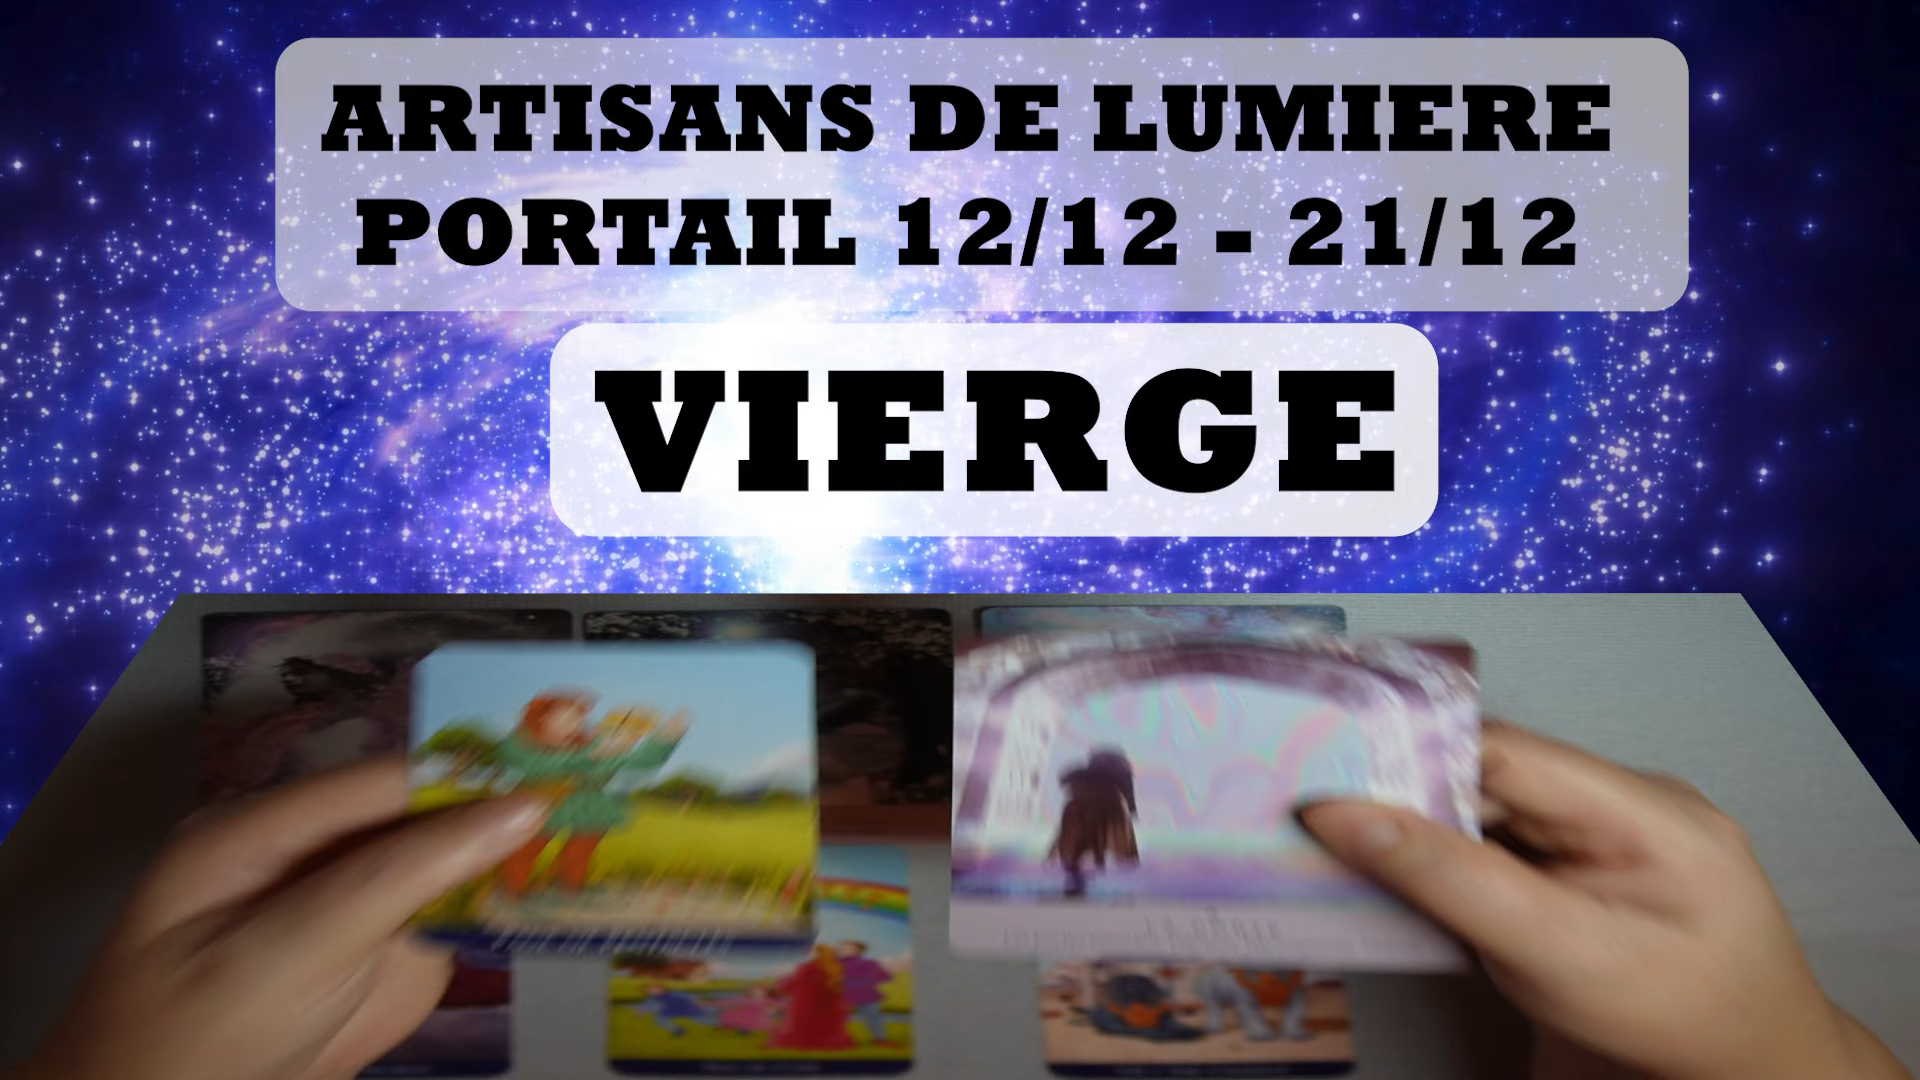 ARTISANS DE LUMIERE
PORTAIL 12/12 - 21/12
VIERGE